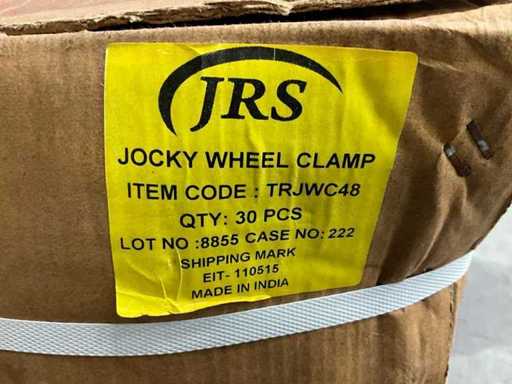 JRS
JOCKY WHEEL CLAMP
ITEM CODE : TRJWC48
QTY: 30 PCS
LOT NO :8855 CASE NO: 222
SHIPPING MARK
EIT- 110515
MADE IN INDIA